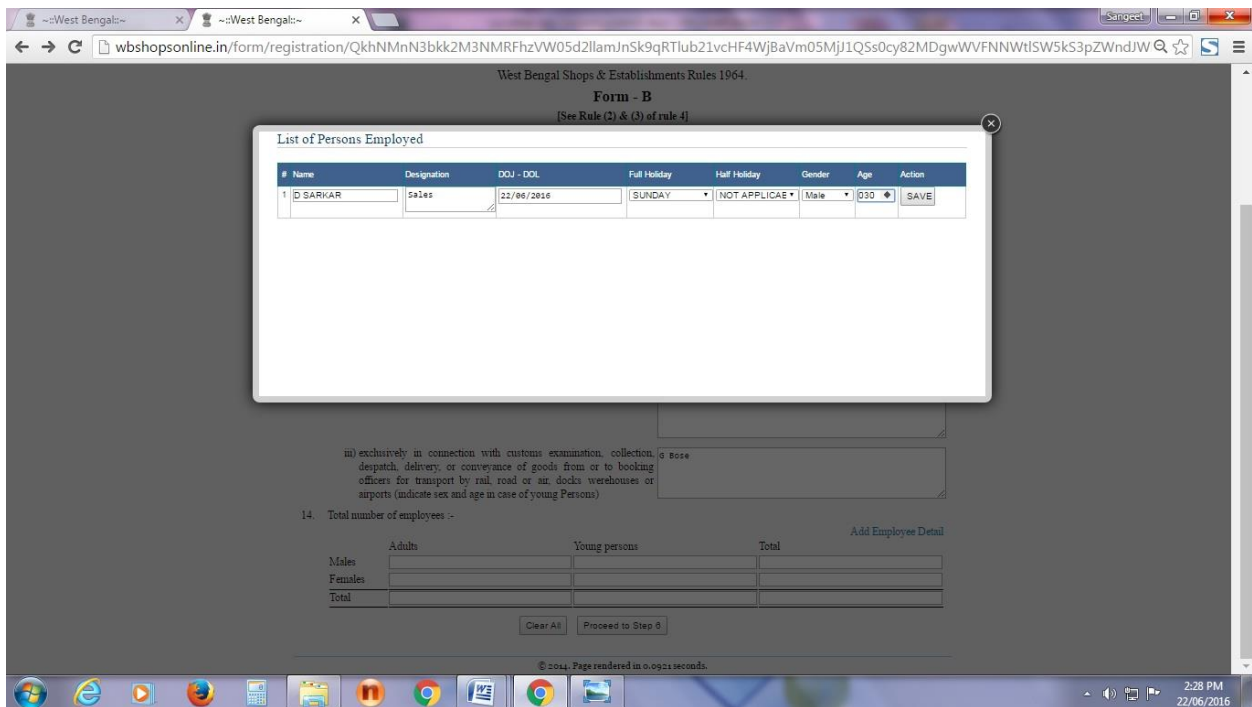 ~::West Bengal::~
~::West Bengal::~
Sangeet
wbshopsonline.in/form/registration/
West Bengal Shops & Establishments Rules 1964.
Form - B
[See Rule (2) & (3) of rule 4]
List of Persons Employed
# Name Designation DOJ - DOL Full Holiday Half Holiday Gender Age Action
1 D SARKAR Sales 22/06/2016 SUNDAY NOT APPLICAE Male 030 SAVE
iii) exclusively in connection with customs examination, collection,
despatch, delivery, or conveyance of goods from or to booking
officers for transport by rail, road or air, docks werehouses or
airports (indicate sex and age in case of young Persons)
G Bose
14. Total number of employees :-
Add Employee Detail
Adults Young persons Total
Males
Females
Total
Clear All Proceed to Step 6
© 2014. Page rendered in 0.0921 seconds.
2:28 PM
22/06/2016